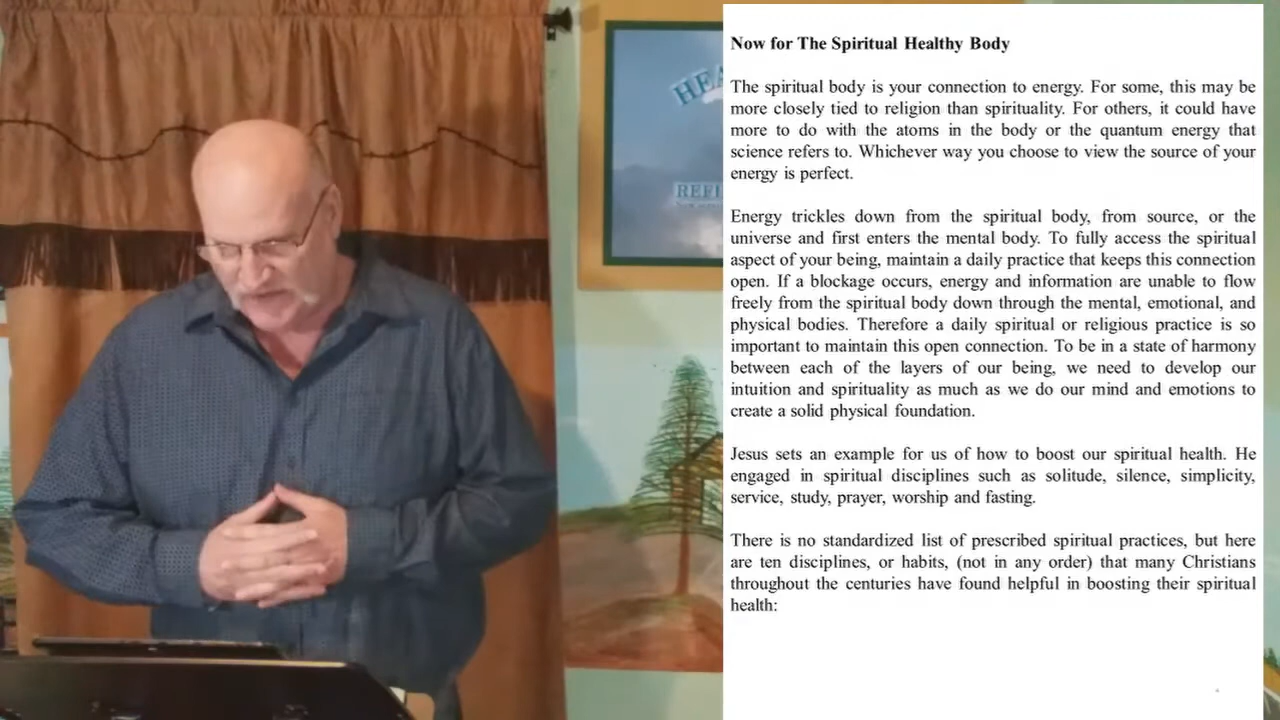 HEA
REFL
Now for The Spiritual Healthy Body
The spiritual body is your connection to energy. For some, this may be
more closely tied to religion than spirituality. For others, it could have
more to do with the atoms in the body or the quantum energy that
science refers to. Whichever way you choose to view the source of your
energy is perfect.
Energy trickles down from the spiritual body, from source, or the
universe and first enters the mental body. To fully access the spiritual
aspect of your being, maintain a daily practice that keeps this connection
open. If a blockage occurs, energy and information are unable to flow
freely from the spiritual body down through the mental, emotional, and
physical bodies. Therefore a daily spiritual or religious practice is so
important to maintain this open connection. To be in a state of harmony
between each of the layers of our being, we need to develop our
intuition and spirituality as much as we do our mind and emotions to
create a solid physical foundation.
Jesus sets an example for us of how to boost our spiritual health. He
engaged in spiritual disciplines such as solitude, silence, simplicity,
service, study, prayer, worship and fasting.
There is no standardized list of prescribed spiritual practices, but here
are ten disciplines, or habits, (not in any order) that many Christians
throughout the centuries have found helpful in boosting their spiritual
health: